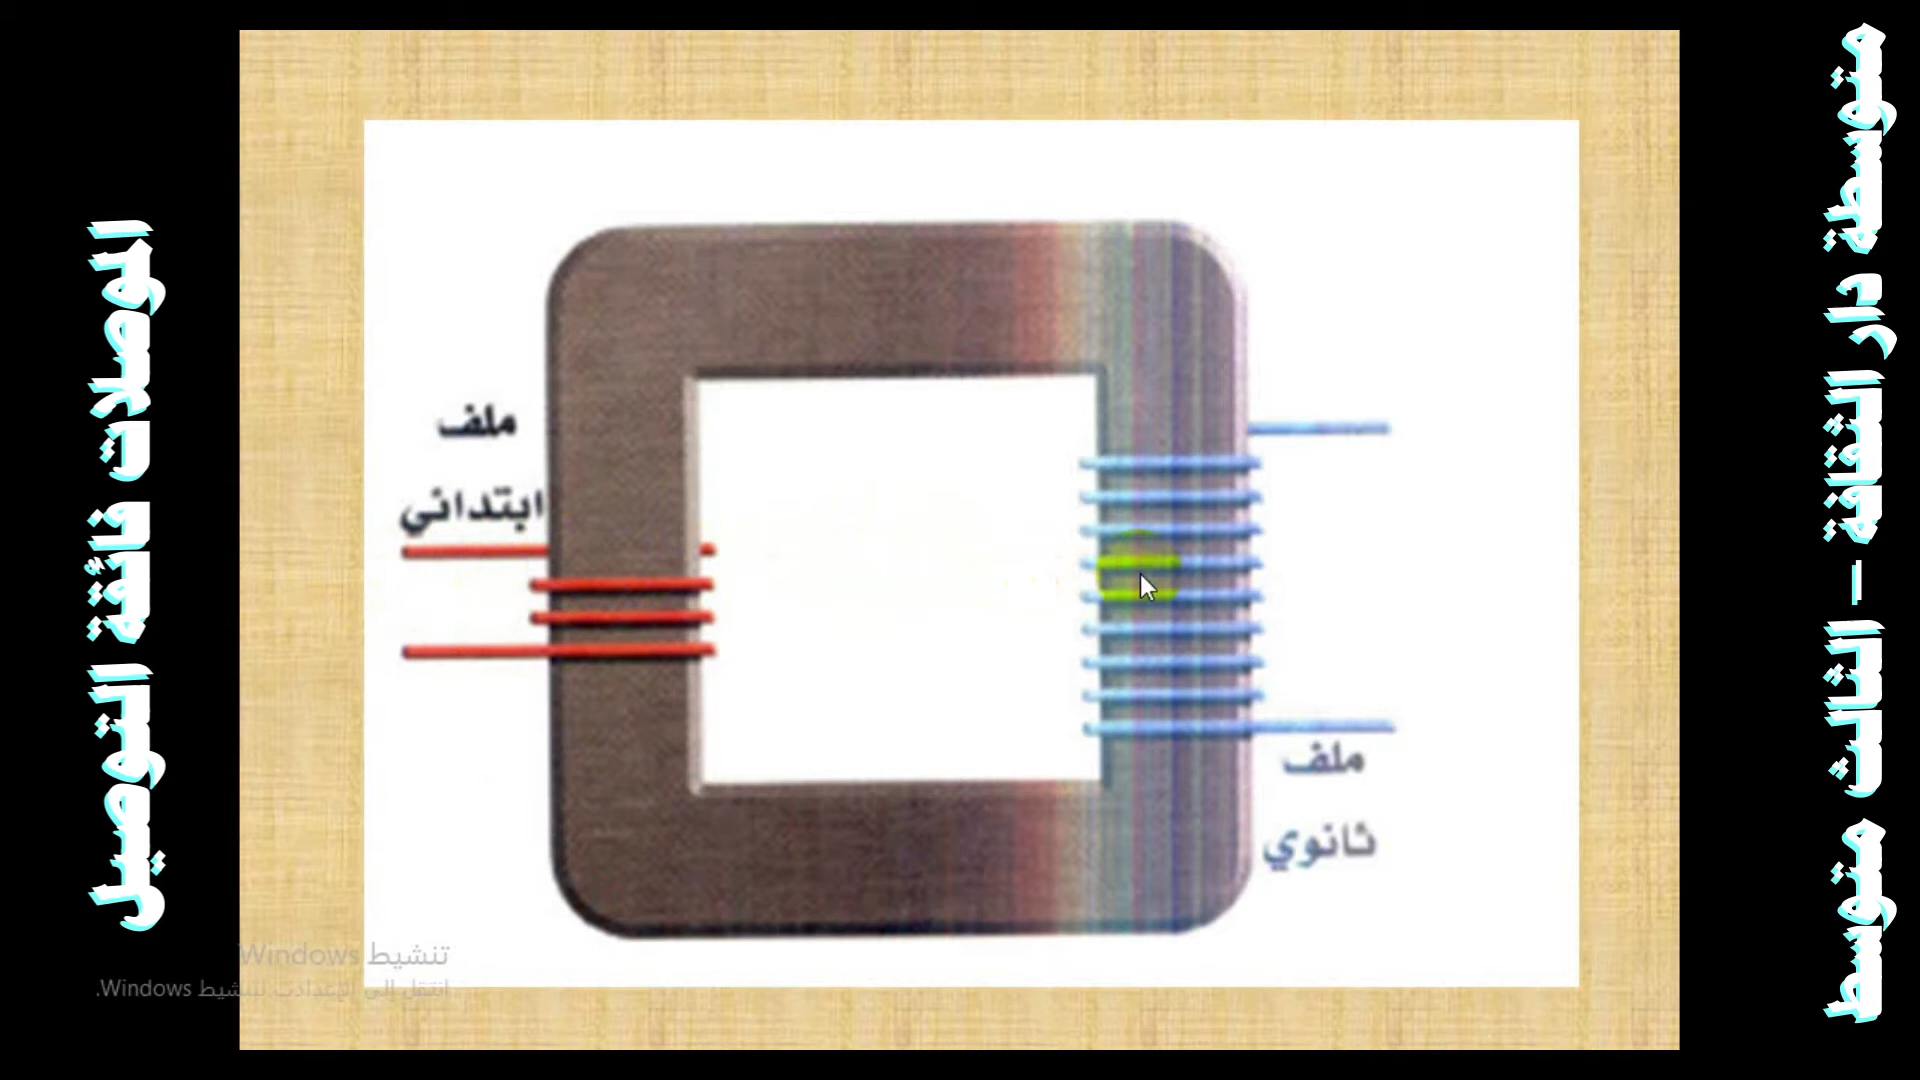 متوسطة دار الثقافة – الثالث متوسط
ملف
ابتدائي
ملف
ثانوي
الموصلات فائقة التوصيل
تنشيط Windows
انتقل إلى الإعدادات لتنشيط Windows.